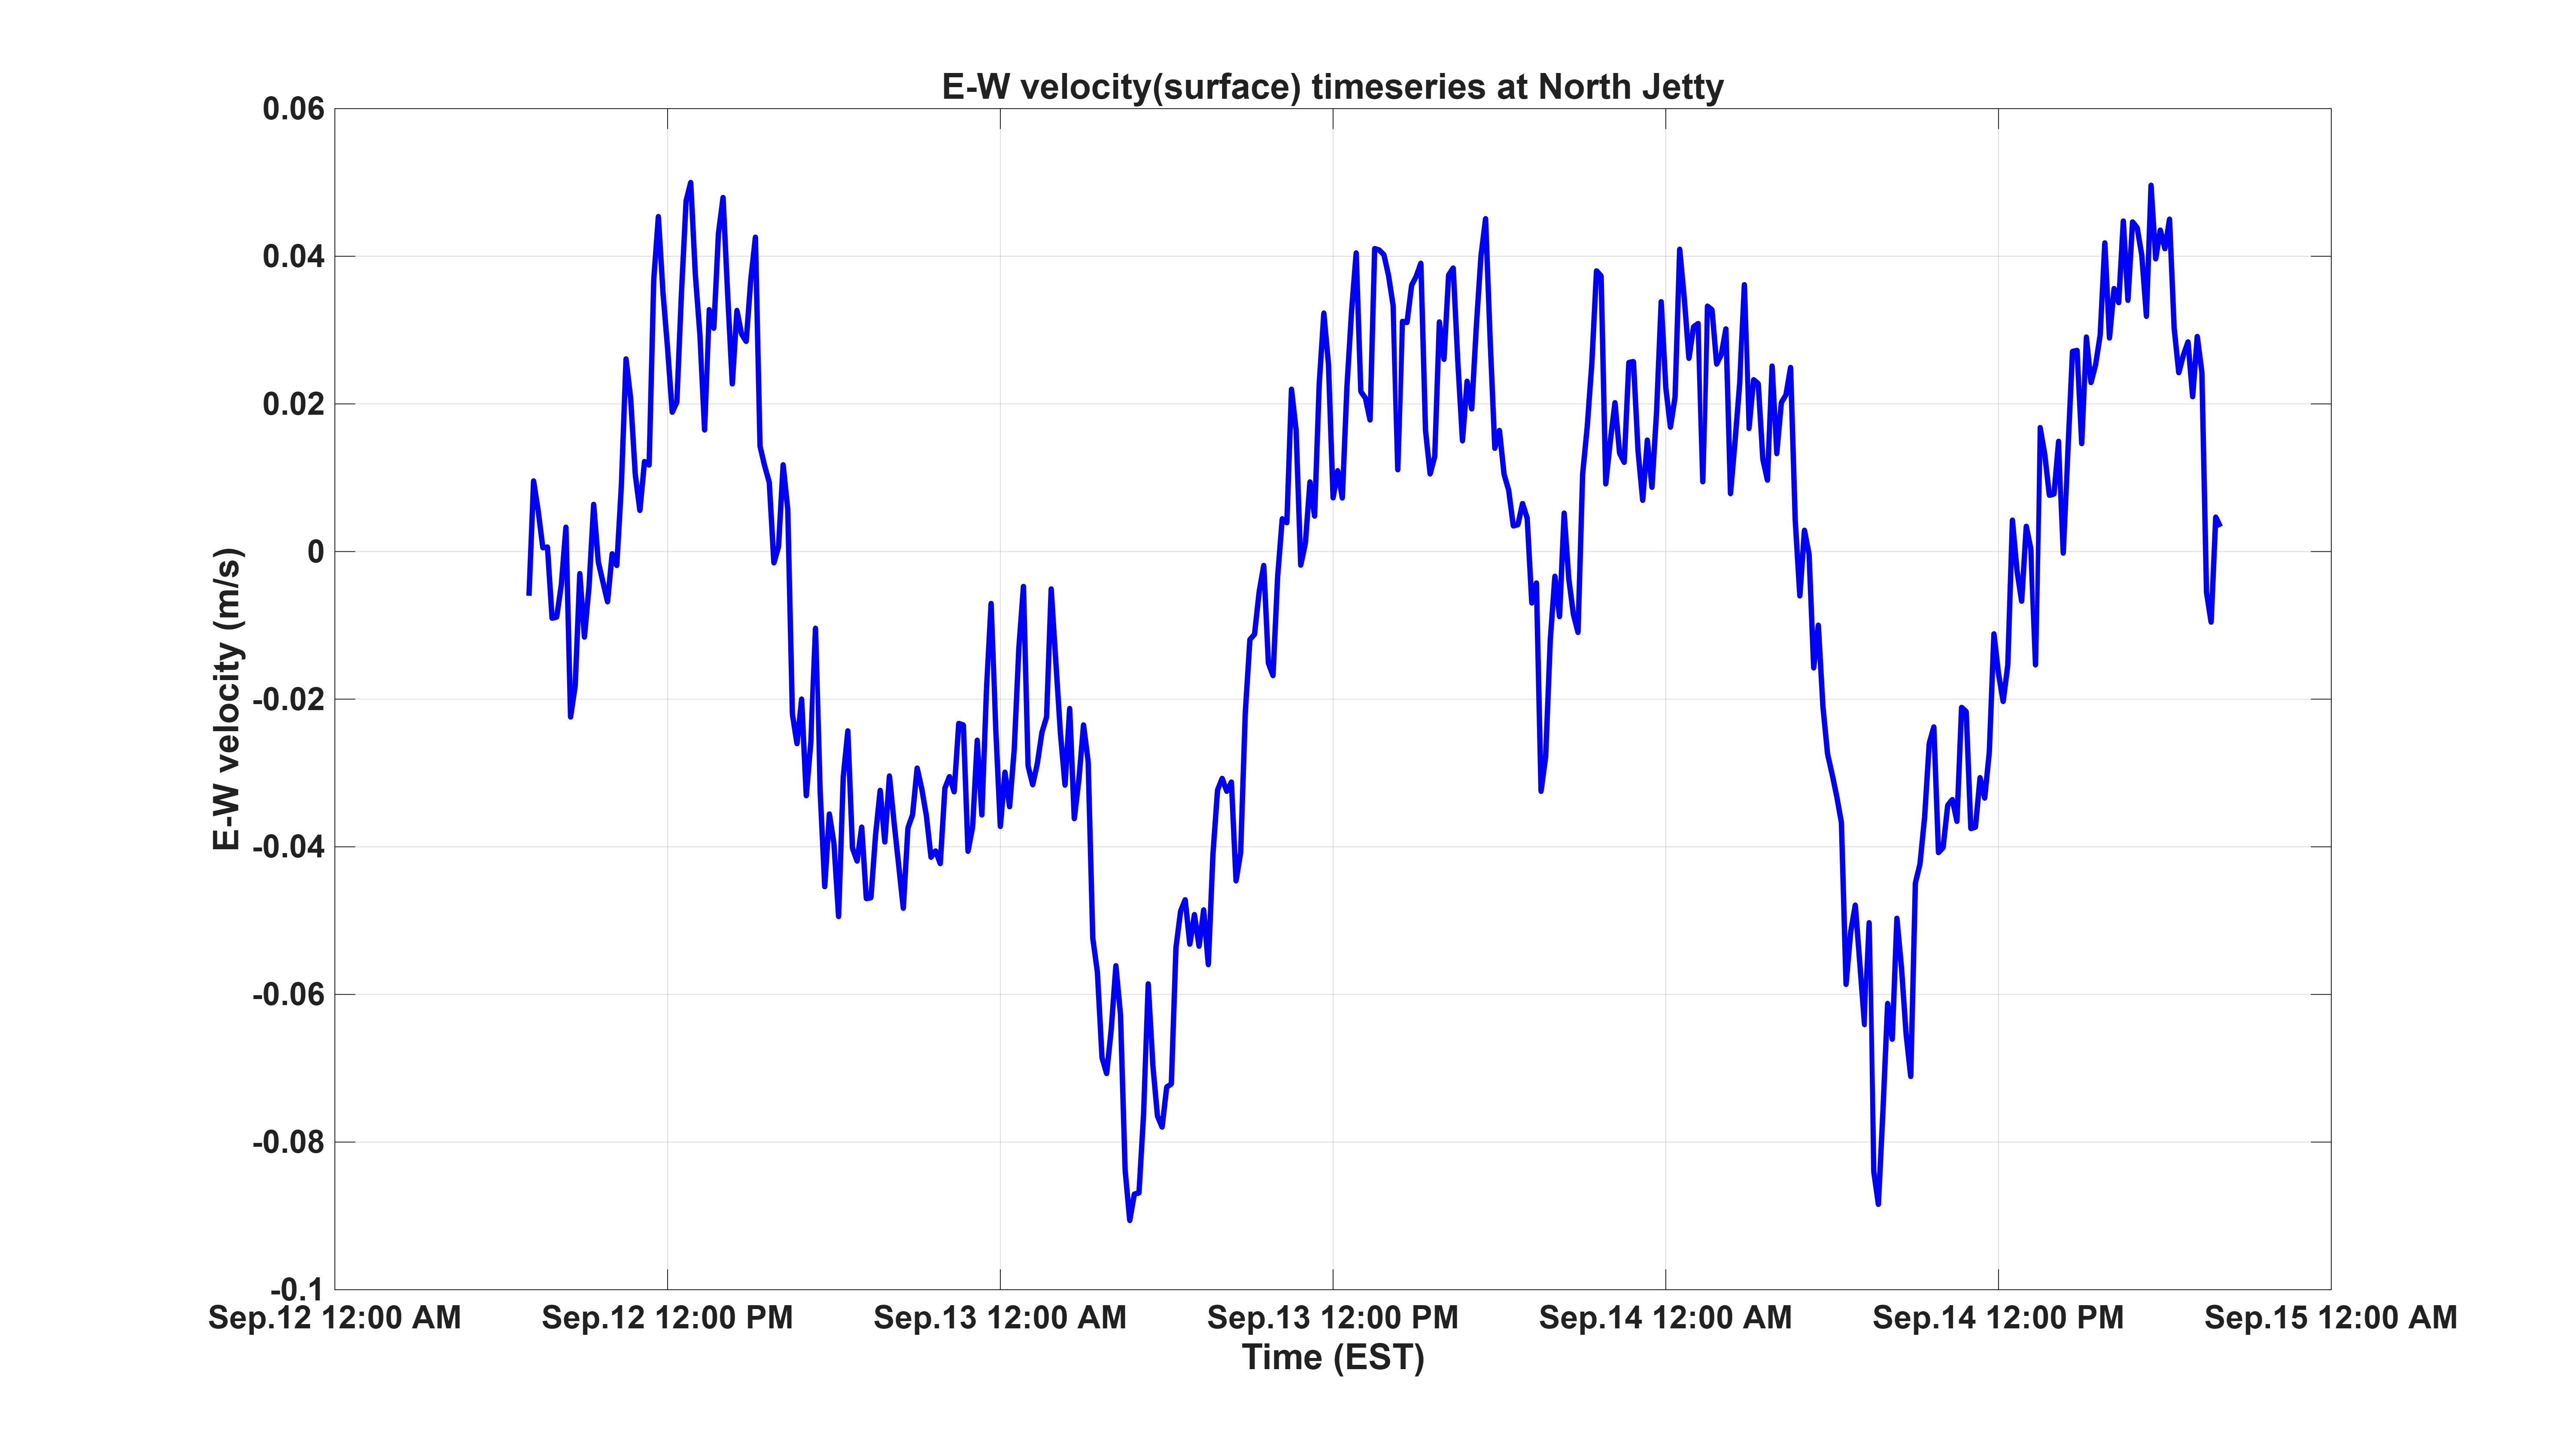 E-W velocity(surface) timeseries at North Jetty
0.06
0.04
0.02
0
-0.02
-0.04
-0.06
-0.08
-0.1
E-W velocity (m/s)
Sep.12 12:00 AM Sep.12 12:00 PM Sep.13 12:00 AM Sep.13 12:00 PM Sep.14 12:00 AM Sep.14 12:00 PM Sep.15 12:00 AM
Time (EST)